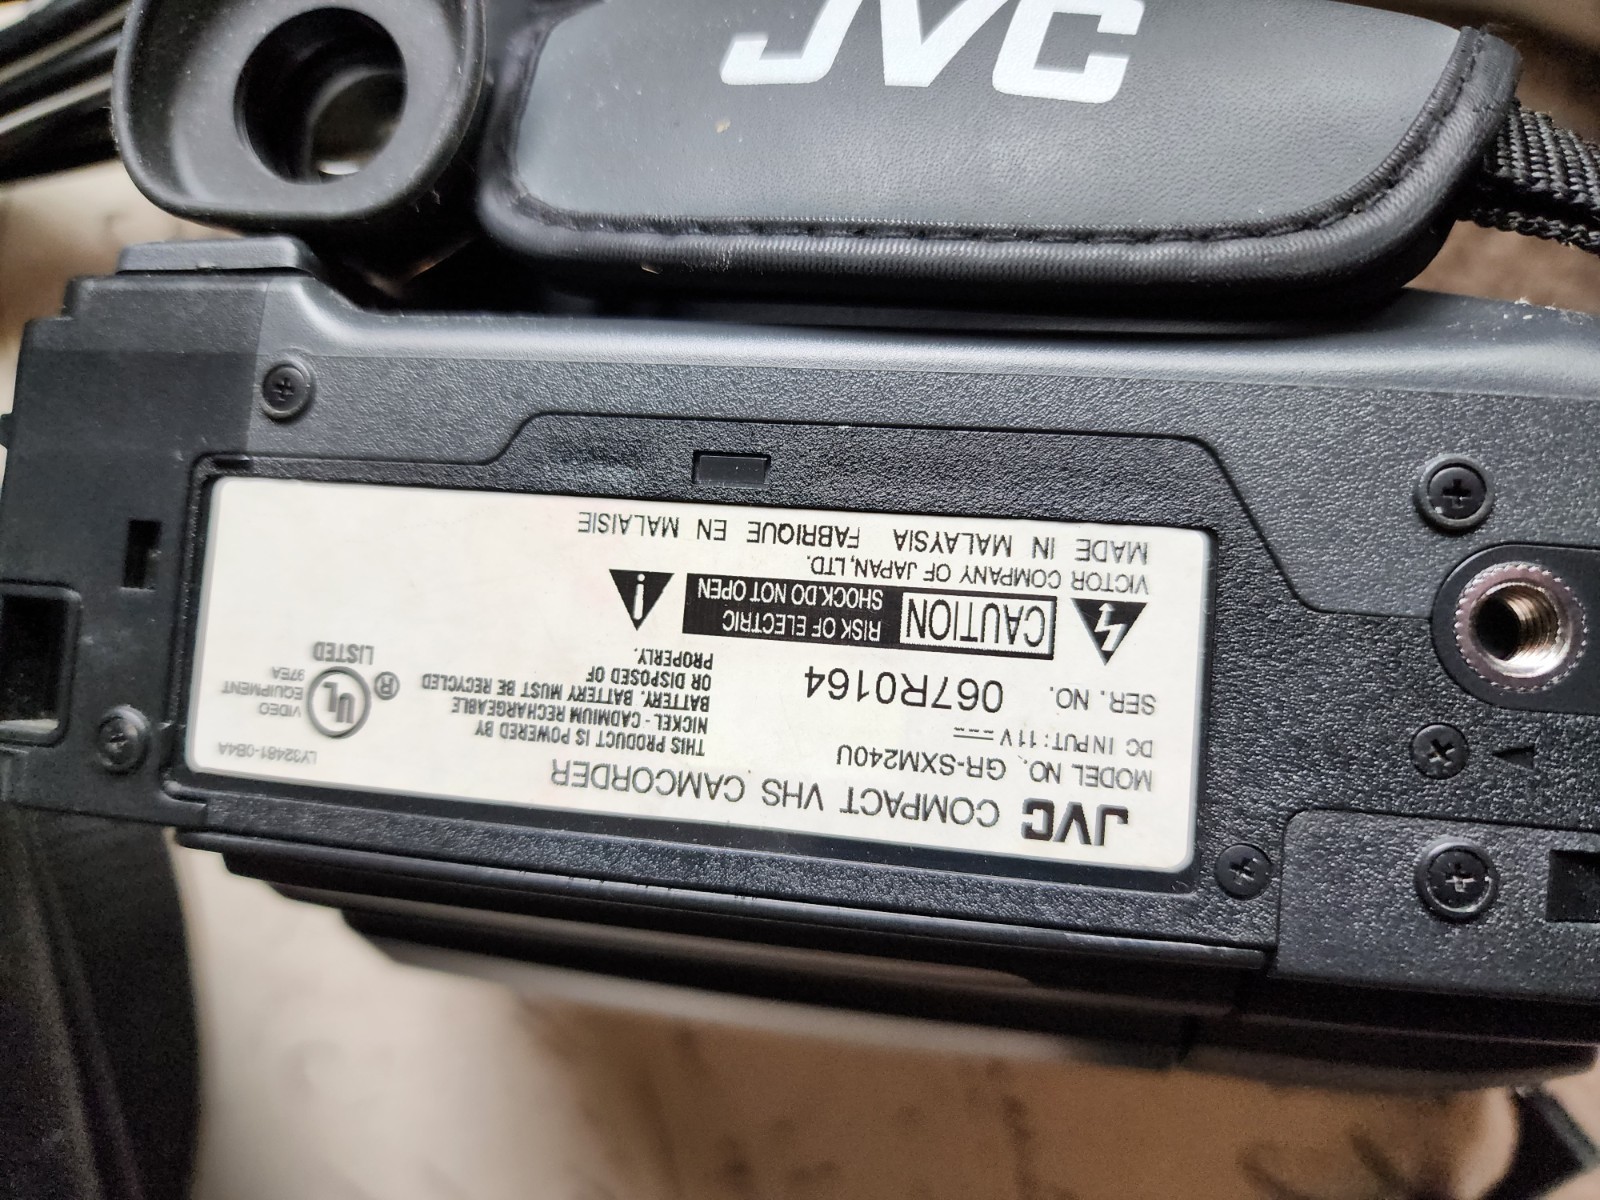 JVC
JVC COMPACT VHS CAMCORDER
MODEL NO. GR-SXM240U
DC INPUT: 11V ⎓
SER. NO. 067R0164
THIS PRODUCT IS POWERED BY
NICKEL - CADMIUM RECHARGEABLE
BATTERY. BATTERY MUST BE RECYCLED
OR DISPOSED OF
PROPERLY.
LY32481-0B4A
VIDEO
EQUIPMENT
97EA
UL ®
LISTED
CAUTION
RISK OF ELECTRIC
SHOCK.DO NOT OPEN
VICTOR COMPANY OF JAPAN,LTD.
MADE IN MALAYSIA FABRIQUE EN MALAISIE